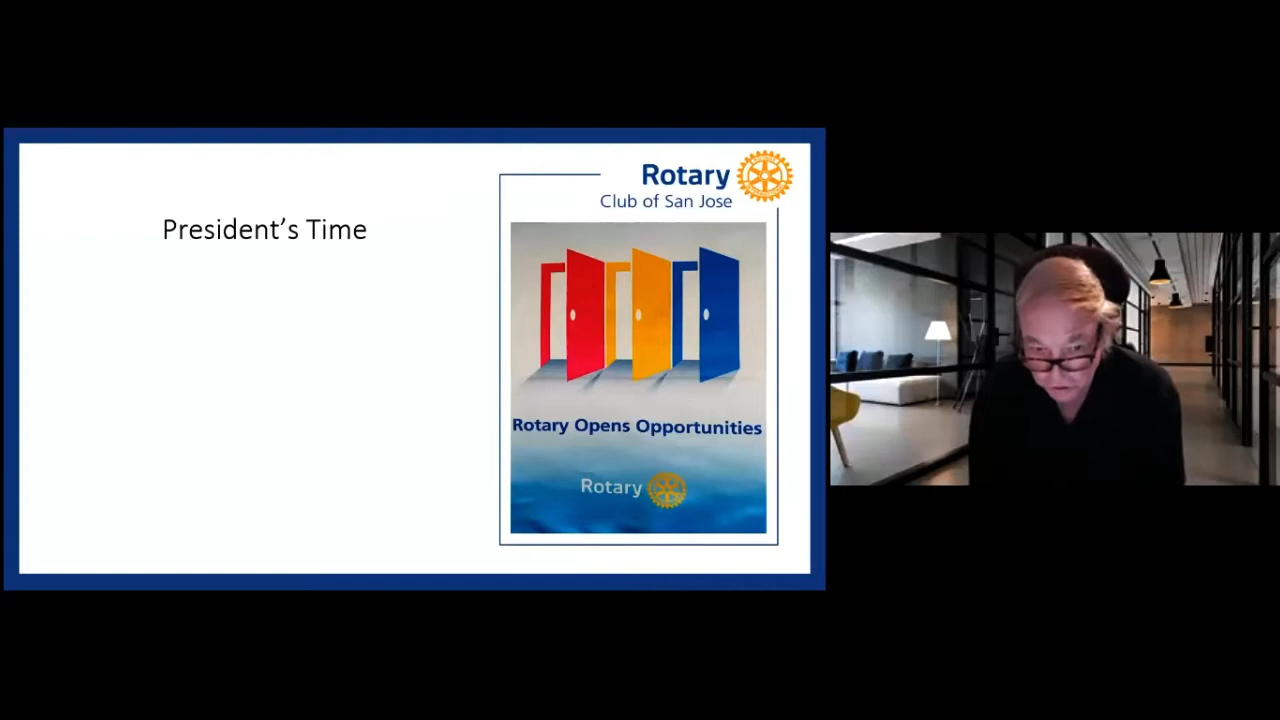 President's Time
Rotary
Club of San Jose
Rotary Opens Opportunities
Rotary